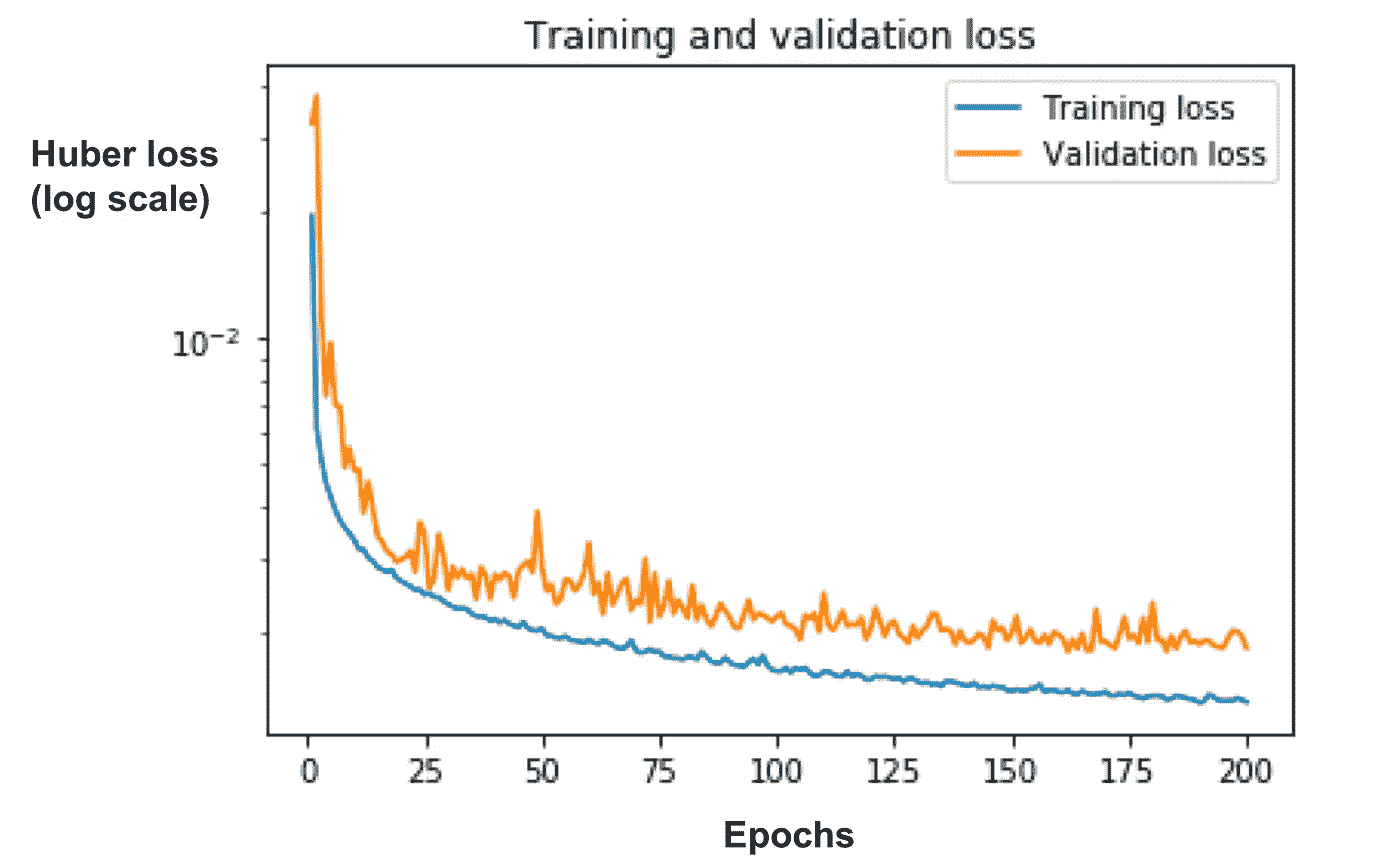 Training and validation loss
Training loss
Validation loss
Huber loss
(log scale)
10⁻²
0 25 50 75 100 125 150 175 200
Epochs